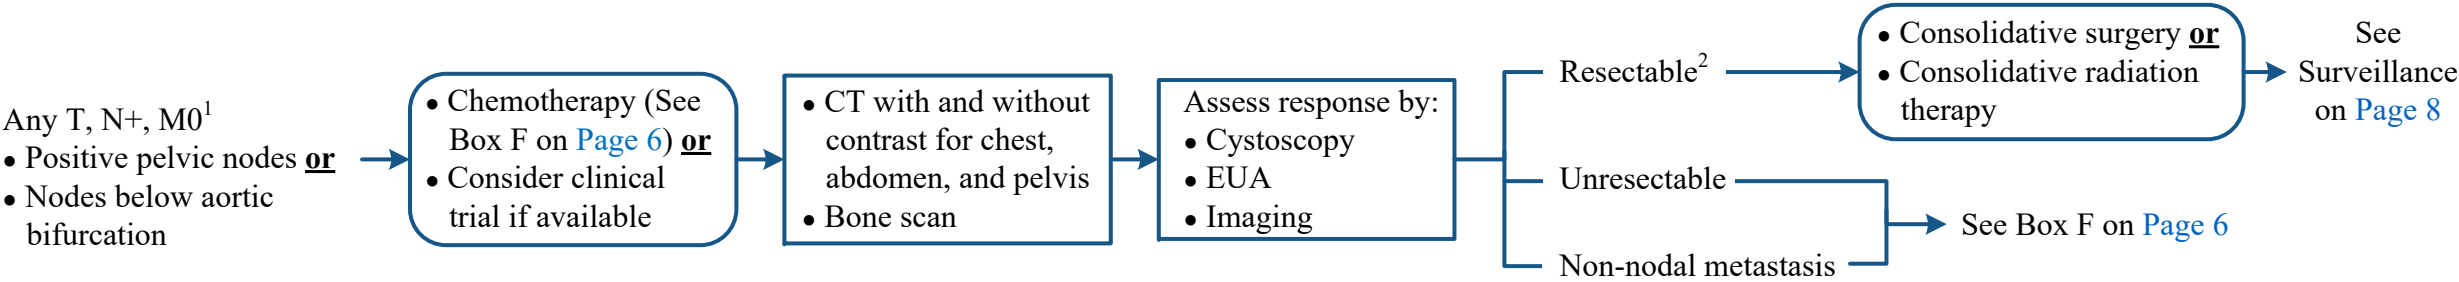 Any T, N+, M0¹
● Positive pelvic nodes or
● Nodes below aortic
bifurcation
● Chemotherapy (See
Box F on Page 6) or
● Consider clinical
trial if available
● CT with and without
contrast for chest,
abdomen, and pelvis
● Bone scan
Assess response by:
● Cystoscopy
● EUA
● Imaging
Resectable²
● Consolidative surgery or
● Consolidative radiation
therapy
See
Surveillance
on Page 8
Unresectable
Non-nodal metastasis
See Box F on Page 6